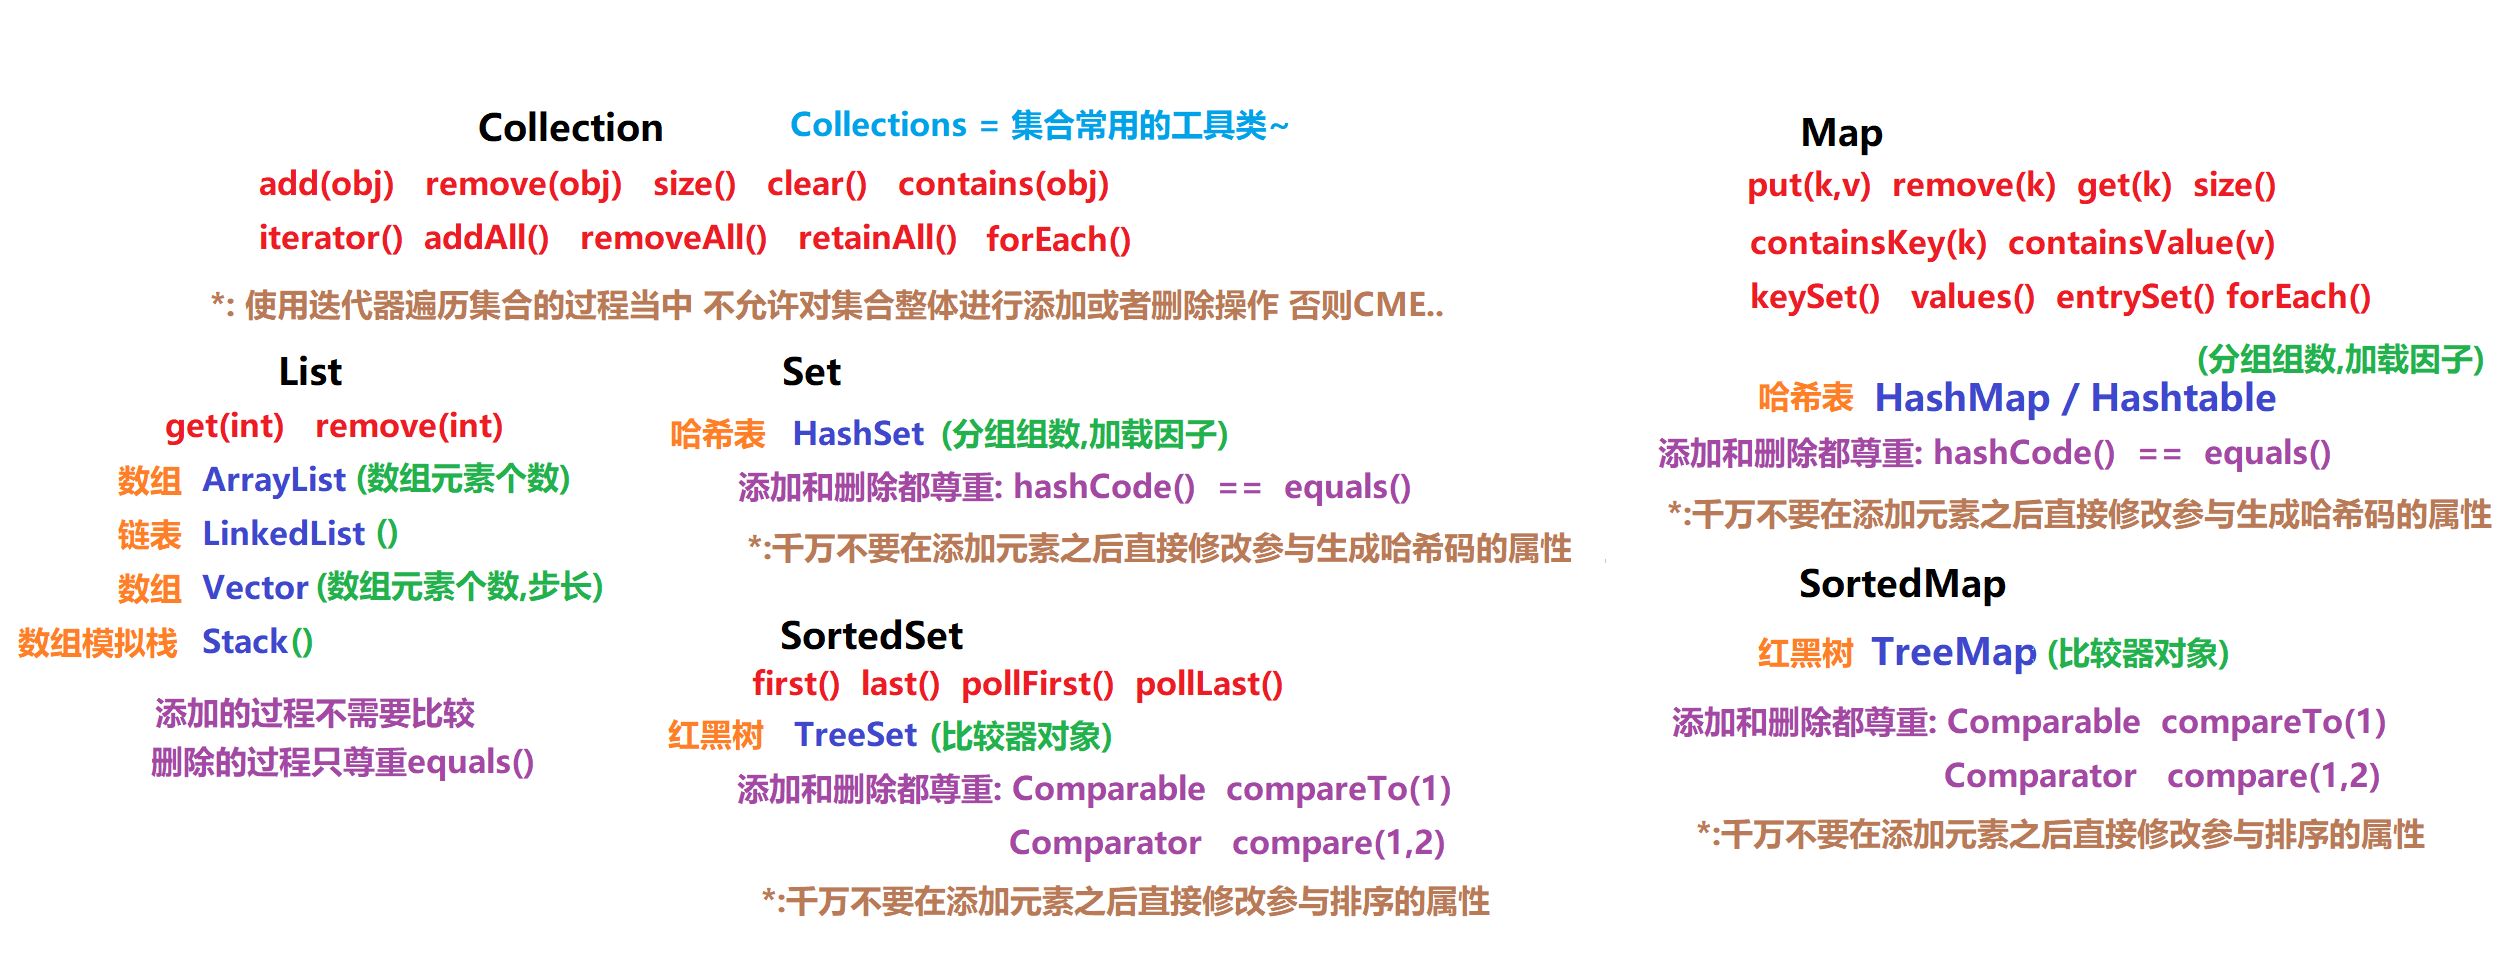 Collection
Collections = 集合常用的工具类~
add(obj) remove(obj) size() clear() contains(obj)
iterator() addAll() removeAll() retainAll() forEach()
*: 使用迭代器遍历集合的过程当中 不允许对集合整体进行添加或者删除操作 否则CME..
List
get(int) remove(int)
数组 ArrayList (数组元素个数)
链表 LinkedList ()
数组 Vector (数组元素个数,步长)
数组模拟栈 Stack()
添加的过程不需要比较
删除的过程只尊重equals()
Set
哈希表 HashSet (分组组数,加载因子)
添加和删除都尊重: hashCode() == equals()
*:千万不要在添加元素之后直接修改参与生成哈希码的属性
SortedSet
first() last() pollFirst() pollLast()
红黑树 TreeSet (比较器对象)
添加和删除都尊重: Comparable compareTo(1)
Comparator compare(1,2)
*:千万不要在添加元素之后直接修改参与排序的属性
Map
put(k,v) remove(k) get(k) size()
containsKey(k) containsValue(v)
keySet() values() entrySet() forEach()
(分组组数,加载因子)
哈希表 HashMap / Hashtable
添加和删除都尊重: hashCode() == equals()
*:千万不要在添加元素之后直接修改参与生成哈希码的属性
SortedMap
红黑树 TreeMap (比较器对象)
添加和删除都尊重: Comparable compareTo(1)
Comparator compare(1,2)
*:千万不要在添加元素之后直接修改参与排序的属性